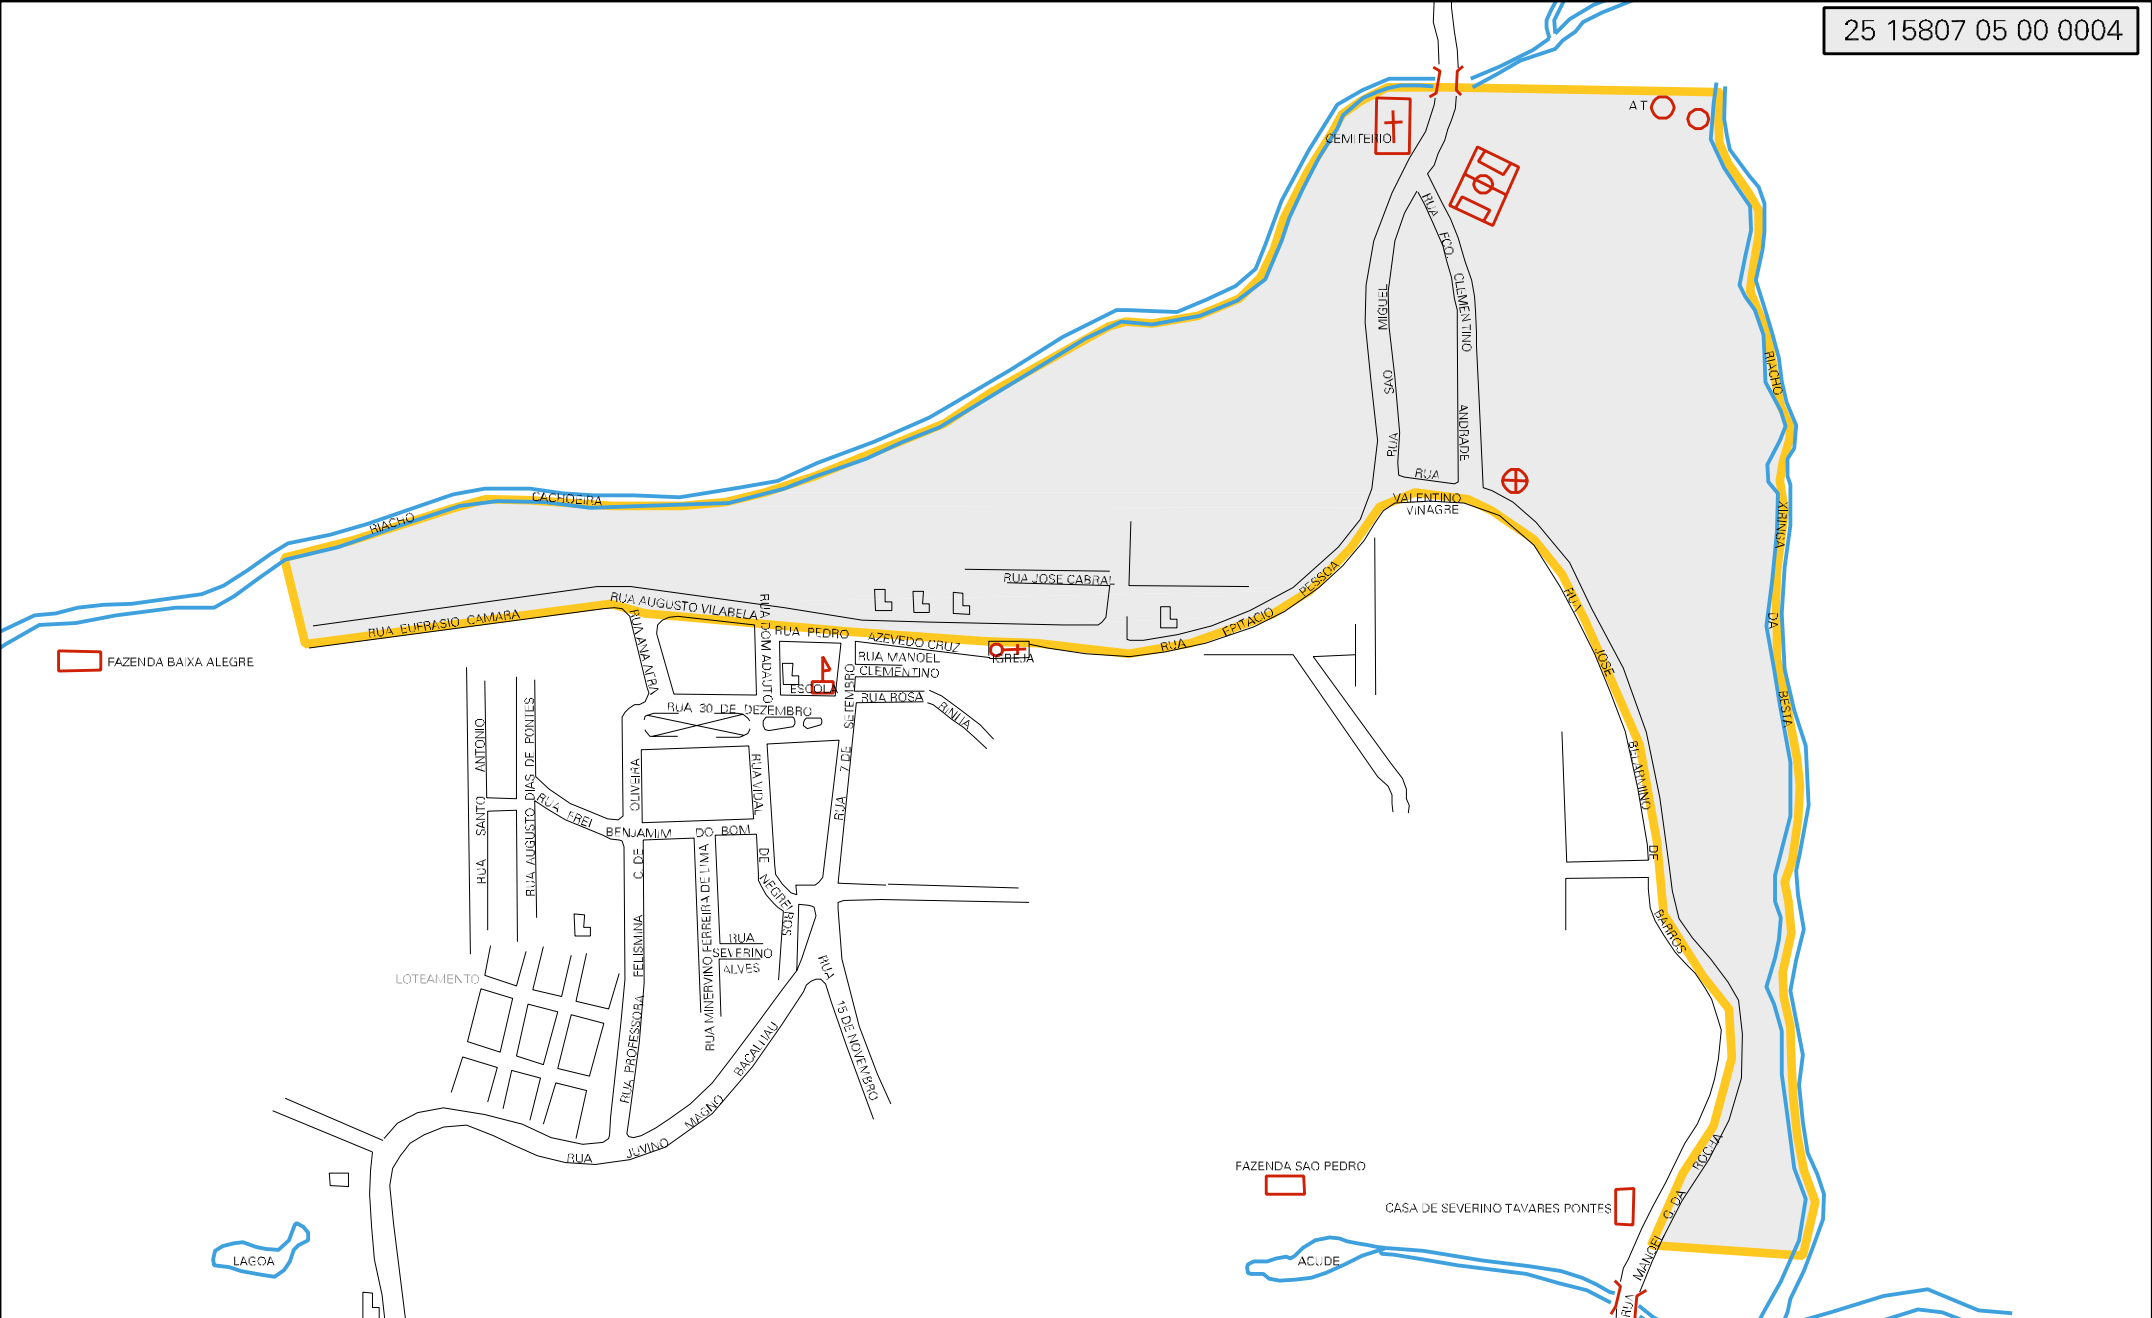 25 15807 05 00 0004
A T
CEMITERIO
RUA FCO. CLEMENTINO ANDRADE
RUA SAO MIGUEL
RIACHO
RUA
VALENTINO
VINAGRE
RIACHO CACHOEIRA
XIRINGA
DA
BESTA
RUA JOSE CABRAL
RUA EPITACIO PESSOA
RUA EUFRASIO CAMARA
RUA AUGUSTO VILABELA
RUA PEDRO AZEVEDO CRUZ
IGREJA
RUA ANA AFRA
RUA DOM ADAUTO
ESCOLA
RUA MANOEL
CLEMENTINO
RUA ROSA
FAZENDA BAIXA ALEGRE
RUA 30 DE DEZEMBRO
RUA 7 DE SETEMBRO
RUA SANTO ANTONIO
RUA AUGUSTO DIAS DE PONTES
RUA FREI
BENJAMIM
DO BOM
RUA VIDAL
DE NEGREIROS
RUA PROFESSORA FELISMINA C. DE OLIVEIRA
RUA MINERVINO FERREIRA DE LIMA
RUA
SEVERINO
ALVES
LOTEAMENTO
RUA 15 DE NOVEMBRO
RUA JUVINO MAGNO BACALHAU
LAGOA
RUA JOSE BELARMINO DE BARROS
FAZENDA SAO PEDRO
CASA DE SEVERINO TAVARES PONTES
ACUDE
RUA MANOEL G. DA ROCHA